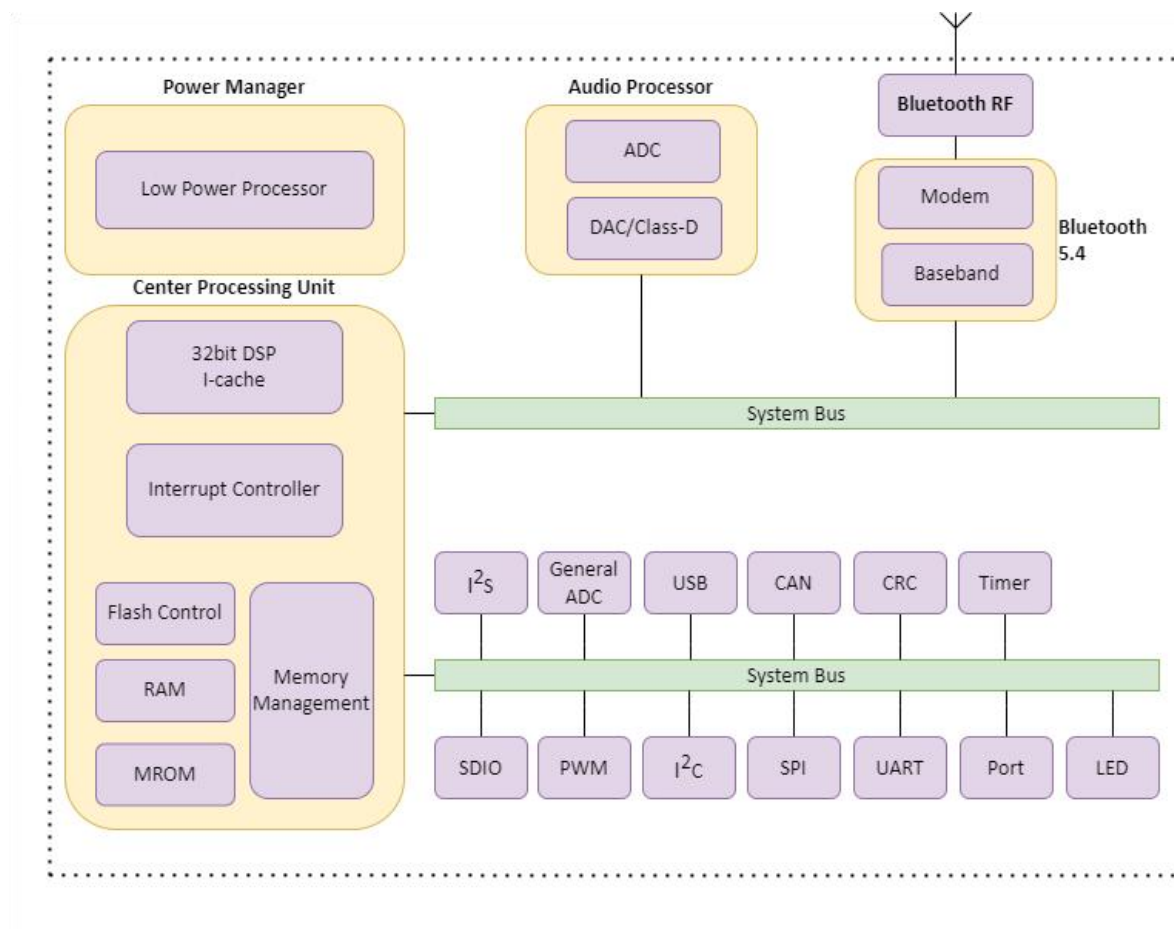 Power Manager
Low Power Processor
Audio Processor
ADC
DAC/Class-D
Bluetooth RF
Modem
Baseband
Bluetooth
5.4
Center Processing Unit
32bit DSP
I-cache
Interrupt Controller
Flash Control
RAM
MROM
Memory
Management
System Bus
I²S
General
ADC
USB
CAN
CRC
Timer
System Bus
SDIO
PWM
I²C
SPI
UART
Port
LED